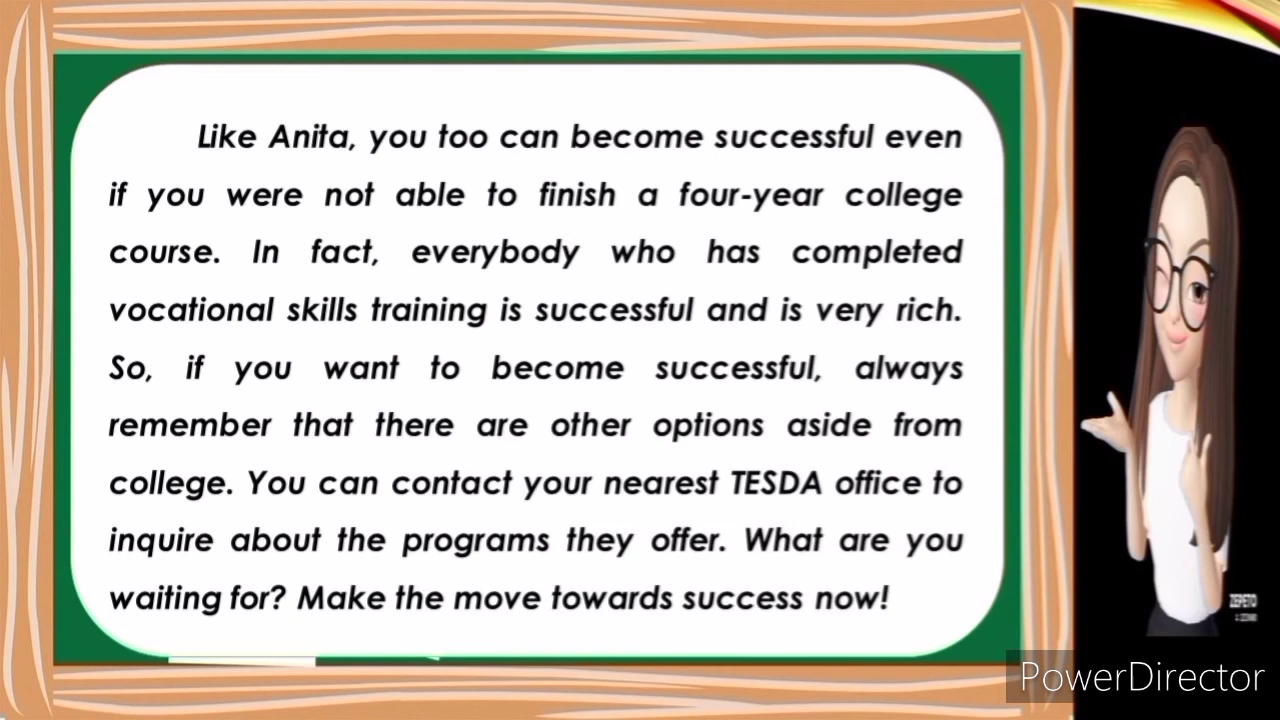 Like Anita, you too can become successful even
if you were not able to finish a four-year college
course. In fact, everybody who has completed
vocational skills training is successful and is very rich.
So, if you want to become successful, always
remember that there are other options aside from
college. You can contact your nearest TESDA office to
inquire about the programs they offer. What are you
waiting for? Make the move towards success now!
ZEPETO
PowerDirector